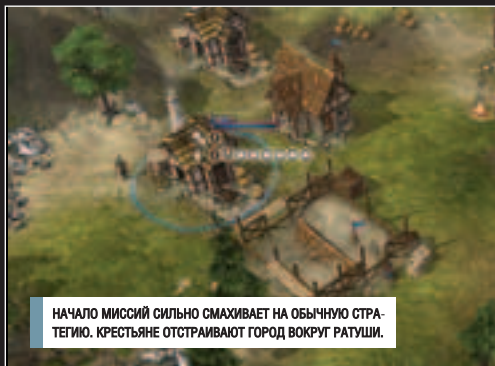 НАЧАЛО МИССИЙ СИЛЬНО СМАХИВАЕТ НА ОБЫЧНУЮ СТРА-
ТЕГИЮ. КРЕСТЬЯНЕ ОТСТРАИВАЮТ ГОРОД ВОКРУГ РАТУШИ.